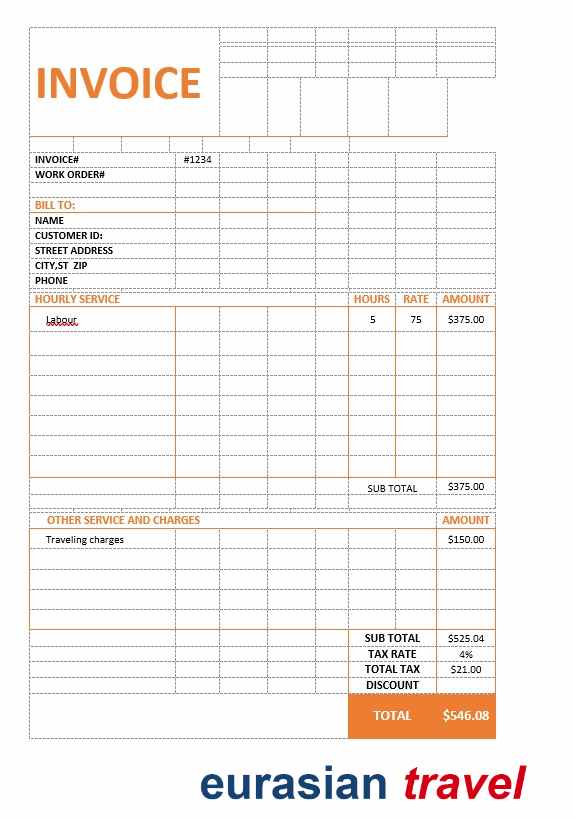 INVOICE
INVOICE# #1234
WORK ORDER#
BILL TO:
NAME
CUSTOMER ID:
STREET ADDRESS
CITY,ST ZIP
PHONE
HOURLY SERVICE HOURS RATE AMOUNT
Labour 5 75 $375.00
SUB TOTAL $375.00
OTHER SERVICE AND CHARGES AMOUNT
Traveling charges $150.00
SUB TOTAL $525.04
TAX RATE 4%
TOTAL TAX $21.00
DISCOUNT
TOTAL $546.08
eurasian travel